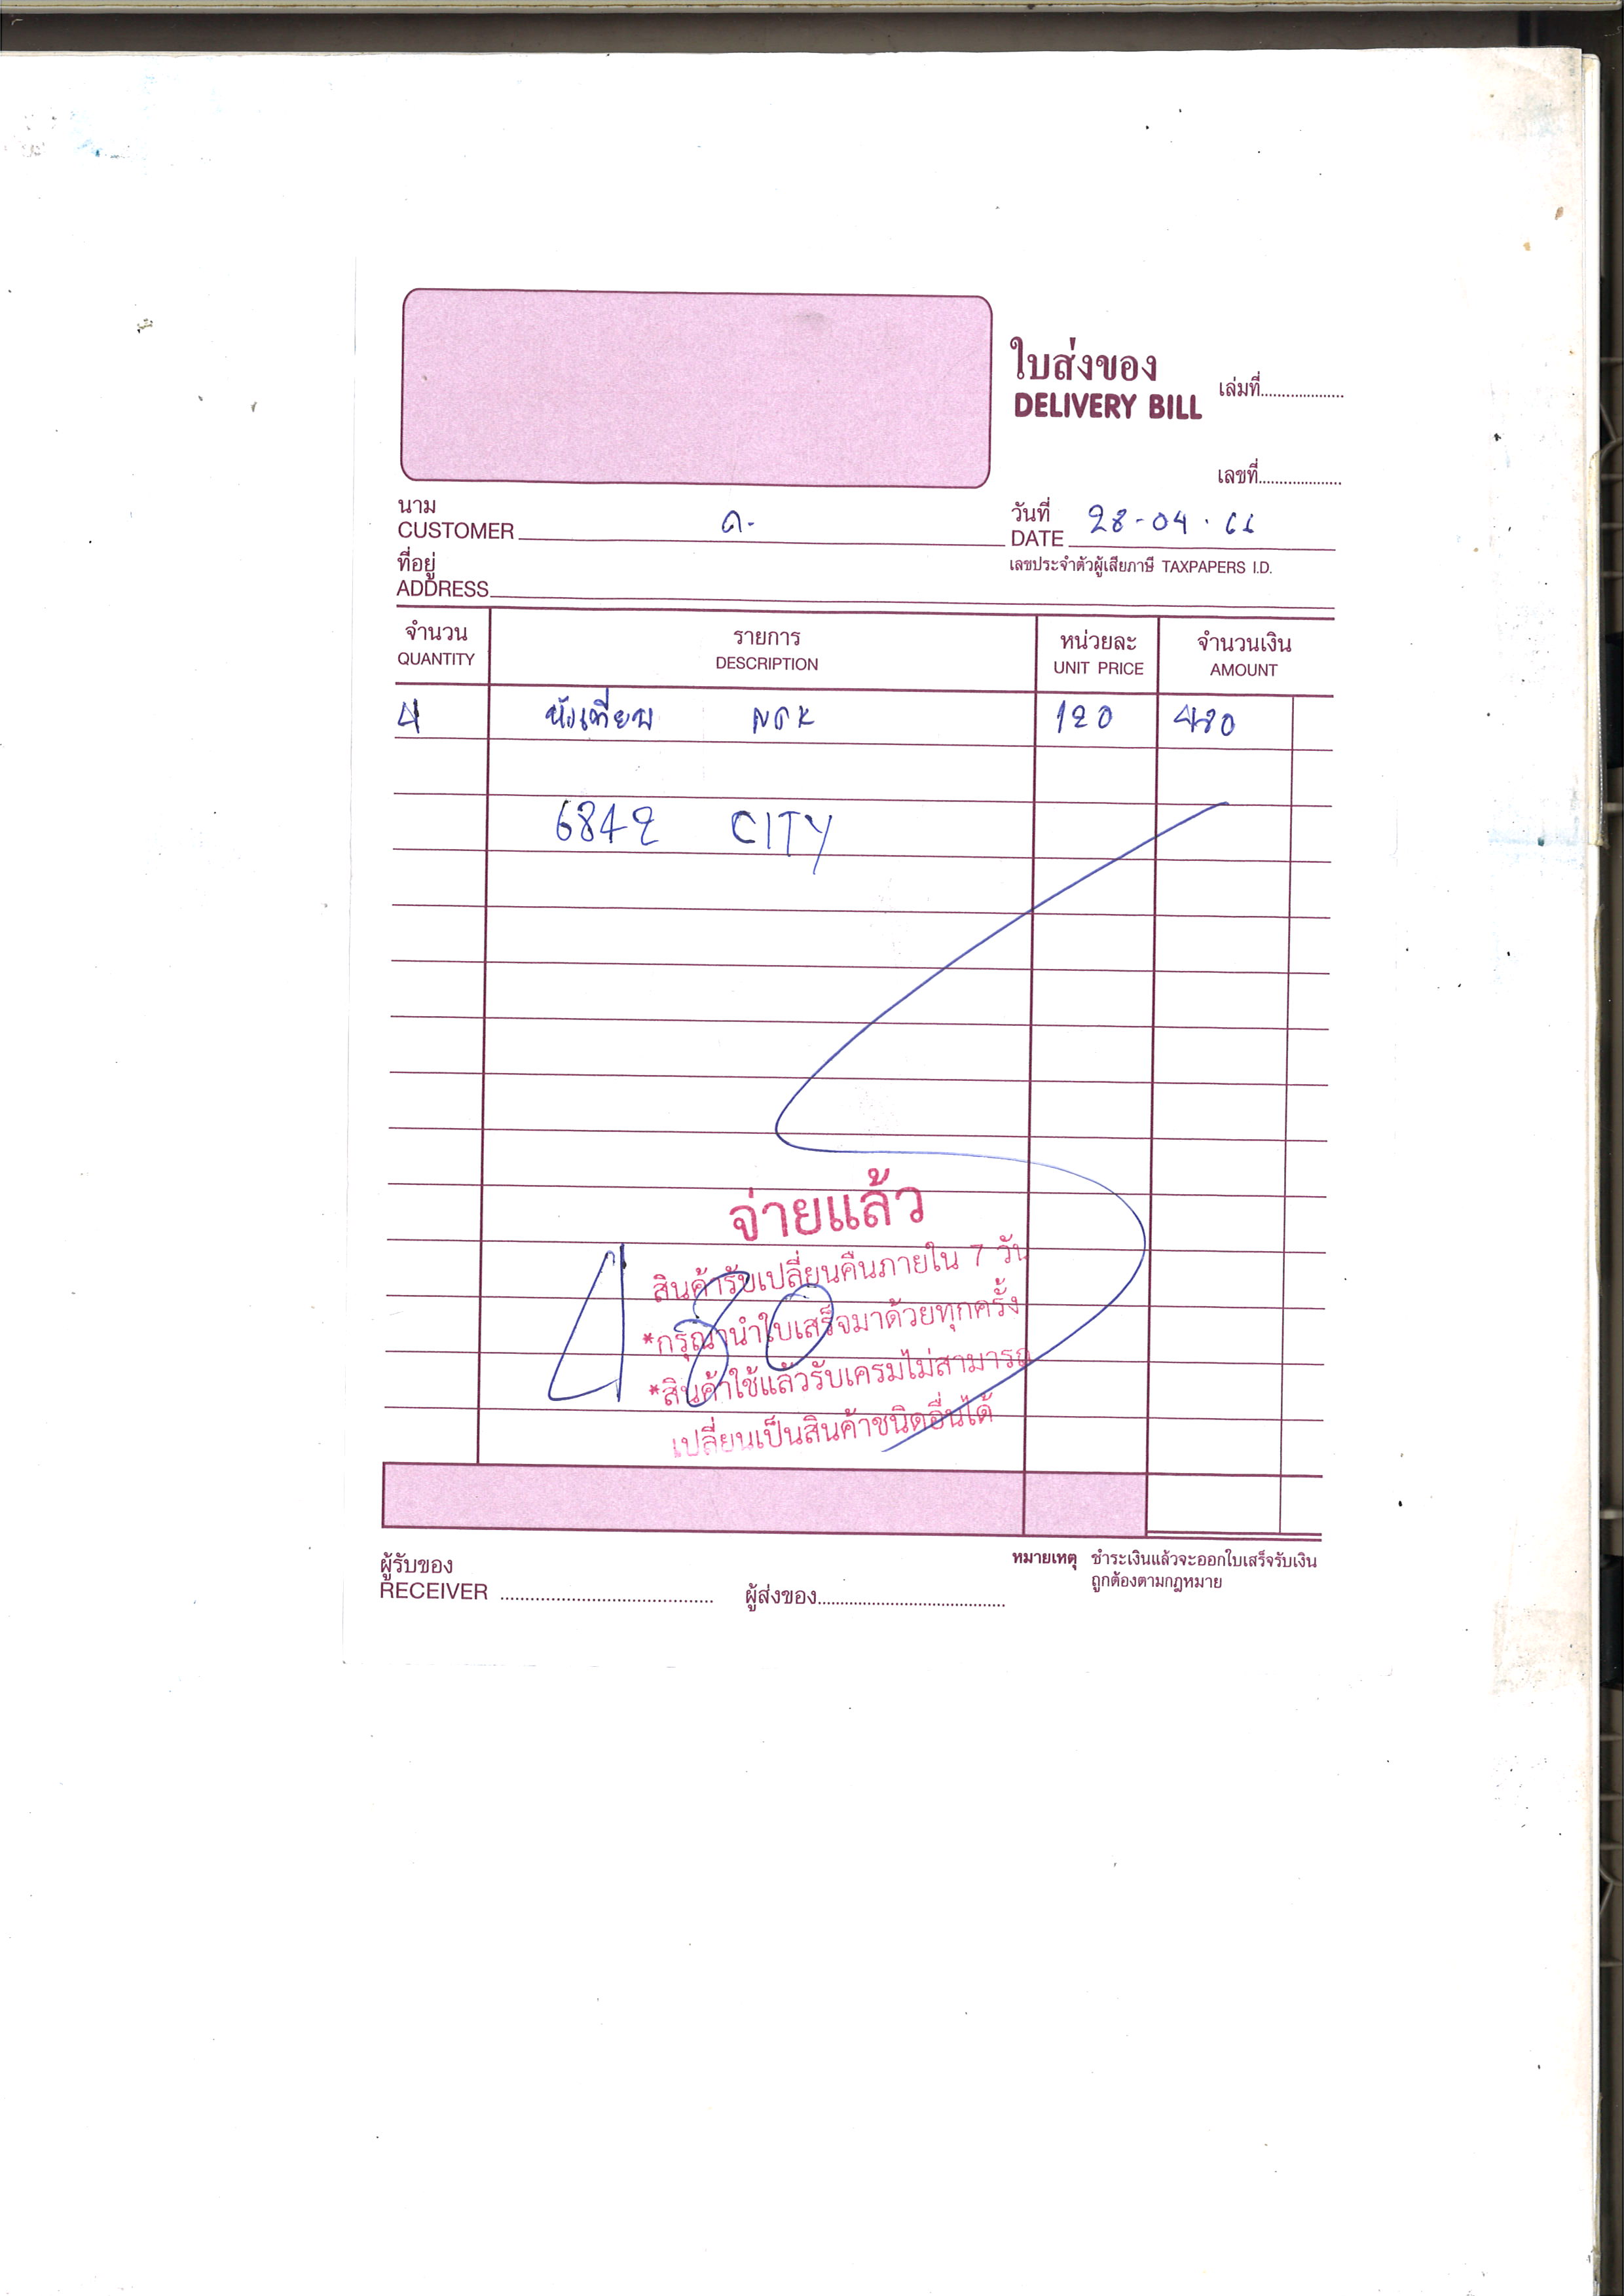 ใบส่งของ
DELIVERY BILL
เล่มที่....................
เลขที่....................
นาม
CUSTOMER ค.
วันที่
DATE 28-04-61
ที่อยู่
ADDRESS
เลขประจำตัวผู้เสียภาษี TAXPAPERS I.D.
จำนวน รายการ หน่วยละ จำนวนเงิน
QUANTITY DESCRIPTION UNIT PRICE AMOUNT
4 หัวเทียน NGK 120 480
6842 CITY
จ่ายแล้ว
สินค้ารับเปลี่ยนคืนภายใน 7 วัน
*กรุณานำใบเสร็จมาด้วยทุกครั้ง
480
*สินค้าใช้แล้วรับเครมไม่สามารถ
เปลี่ยนเป็นสินค้าชนิดอื่นได้
ผู้รับของ
RECEIVER ........................................... ผู้ส่งของ......................................
หมายเหตุ ชำระเงินแล้วจะออกใบเสร็จรับเงิน
ถูกต้องตามกฎหมาย